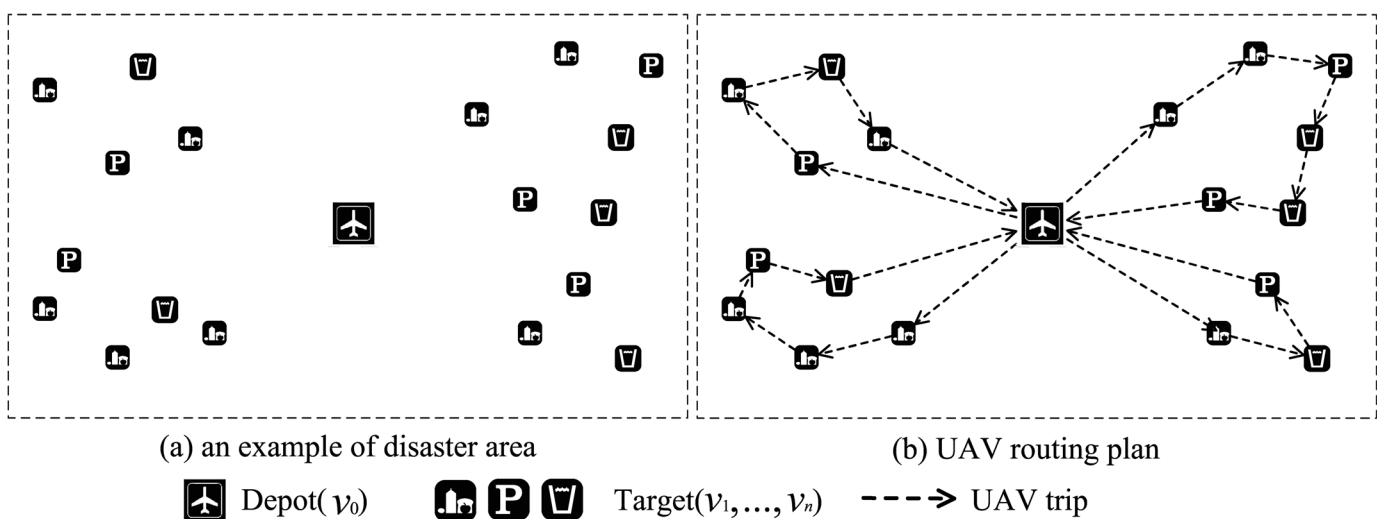 P
P
P
P
P
P
P
P
P
P
(a) an example of disaster area
(b) UAV routing plan
Depot(v₀)
P
Target(v₁,...,vₙ)
UAV trip